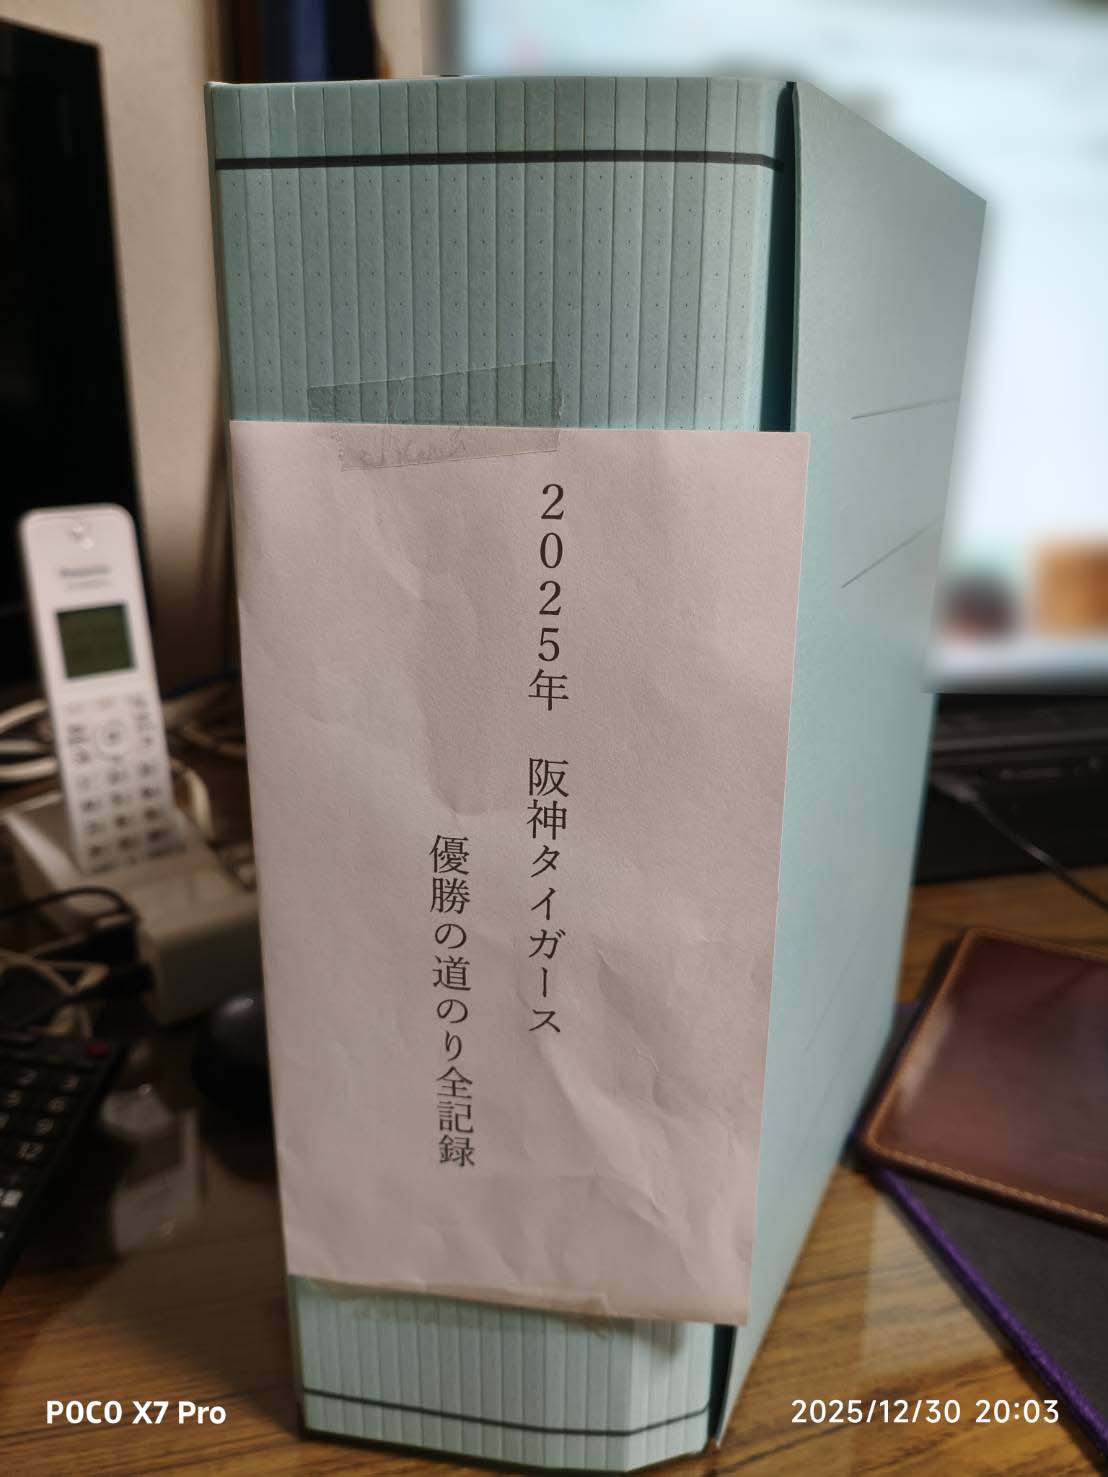 2025年　阪神タイガース
優勝の道のり全記録
POCO X7 Pro
2025/12/30 20:03